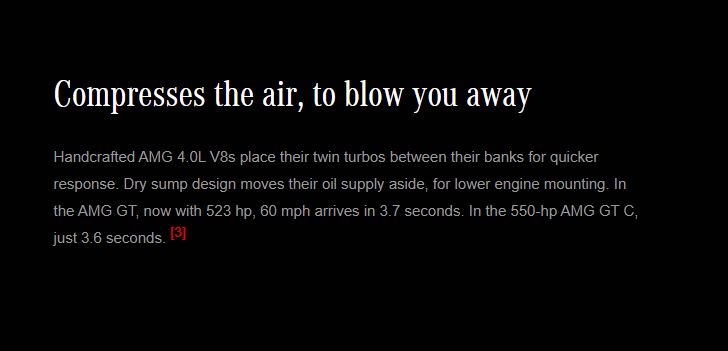 Compresses the air, to blow you away
Handcrafted AMG 4.0L V8s place their twin turbos between their banks for quicker
response. Dry sump design moves their oil supply aside, for lower engine mounting. In
the AMG GT, now with 523 hp, 60 mph arrives in 3.7 seconds. In the 550-hp AMG GT C,
just 3.6 seconds. [3]